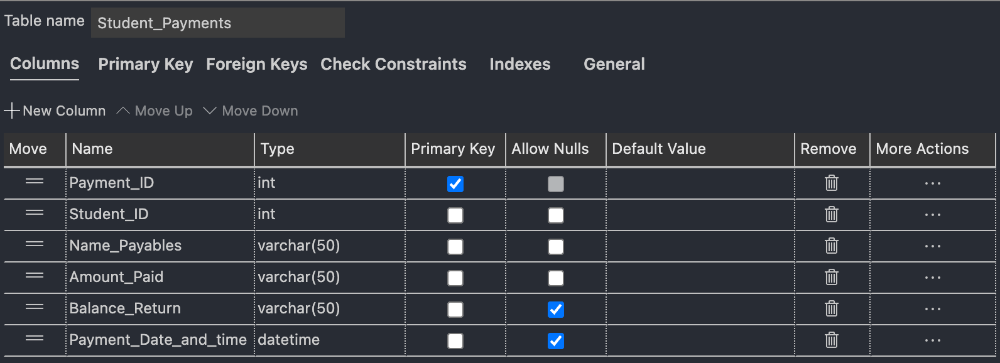 Table name Student_Payments
Columns Primary Key Foreign Keys Check Constraints Indexes General
New Column Move Up Move Down
Move Name Type Primary Key Allow Nulls Default Value Remove More Actions
Payment_ID int
Student_ID int
Name_Payables varchar(50)
Amount_Paid varchar(50)
Balance_Return varchar(50)
Payment_Date_and_time datetime